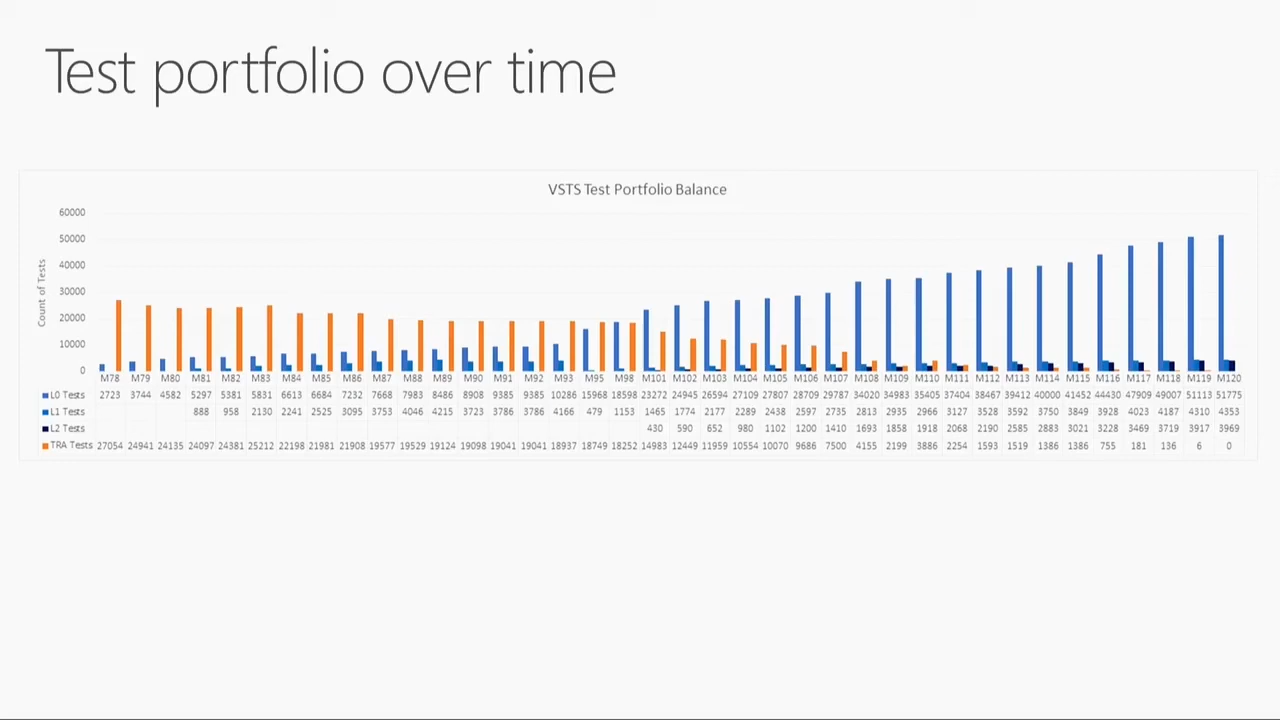 Test portfolio over time
VSTS Test Portfolio Balance
60000
50000
40000
30000
20000
10000
0
Count of Tests
M78 M79 M80 M81 M82 M83 M84 M85 M86 M87 M88 M89 M90 M91 M92 M93 M95 M98 M101 M102 M103 M104 M105 M106 M107 M108 M109 M110 M111 M112 M113 M114 M115 M116 M117 M118 M119 M120
L0 Tests 2723 3744 4582 5297 5381 5831 6613 6684 7232 7668 7983 8486 8908 9385 9385 10286 15968 18598 23272 24945 26594 27109 27807 28709 29787 34020 34983 35405 37404 38467 39412 40000 41452 44430 47909 49007 51113 51775
L1 Tests 888 958 2130 2241 2525 3095 3753 4046 4215 3723 3786 3786 4166 479 1153 1465 1774 2177 2289 2438 2597 2735 2813 2935 2966 3127 3528 3592 3750 3849 3928 4023 4187 4310 4353
L2 Tests 430 590 652 980 1102 1200 1410 1693 1858 1918 2068 2190 2585 2883 3021 3228 3469 3719 3917 3969
TRA Tests 27054 24941 24135 24097 24381 25212 22198 21981 21908 19577 19529 19124 19098 19041 19041 18937 18749 18252 14983 12449 11959 10554 10070 9686 7500 4155 2199 3886 2254 1593 1519 1386 1386 755 181 136 6 0